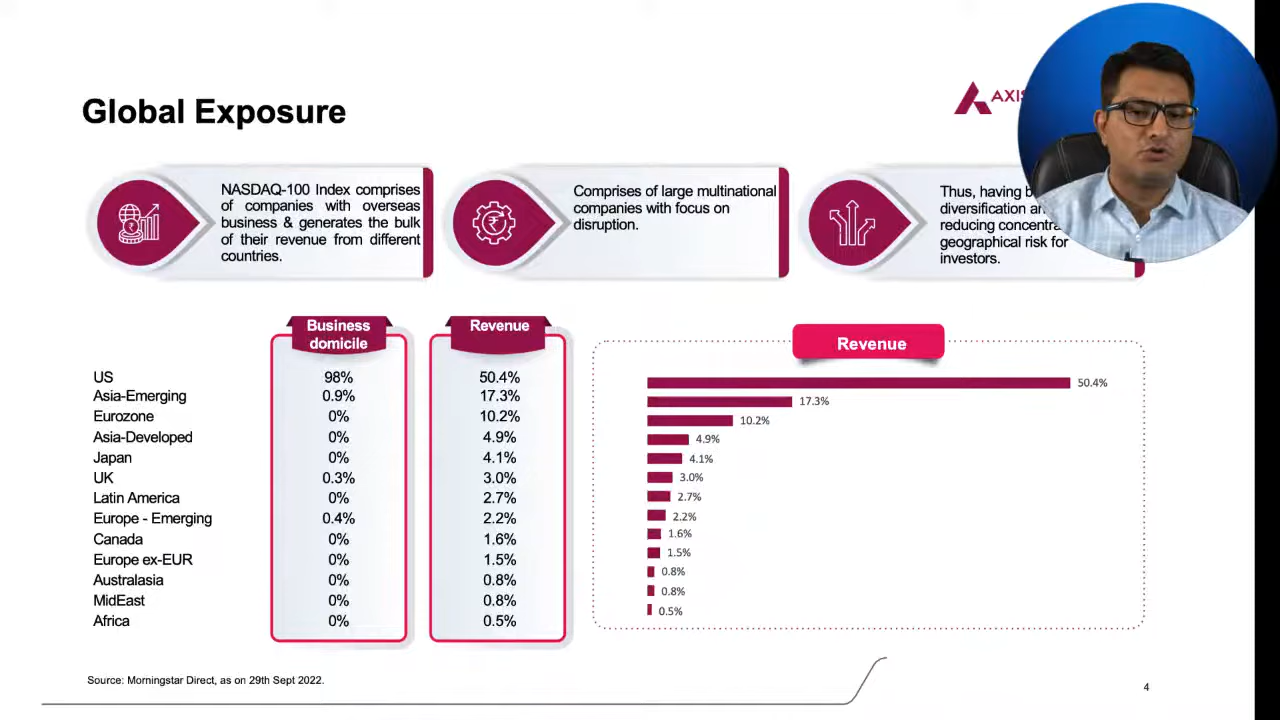 Global Exposure
AXIS
NASDAQ-100 Index comprises
of companies with overseas
business & generates the bulk
of their revenue from different
countries.
Comprises of large multinational
companies with focus on
disruption.
Thus, having
diversification
reducing
geographical risk for
investors.
Business
domicile
Revenue
US 98% 50.4%
Asia-Emerging 0.9% 17.3%
Eurozone 0% 10.2%
Asia-Developed 0% 4.9%
Japan 0% 4.1%
UK 0.3% 3.0%
Latin America 0% 2.7%
Europe - Emerging 0.4% 2.2%
Canada 0% 1.6%
Europe ex-EUR 0% 1.5%
Australasia 0% 0.8%
MidEast 0% 0.8%
Africa 0% 0.5%
Revenue
50.4%
17.3%
10.2%
4.9%
4.1%
3.0%
2.7%
2.2%
1.6%
1.5%
0.8%
0.8%
0.5%
Source: Morningstar Direct, as on 29th Sept 2022.
4